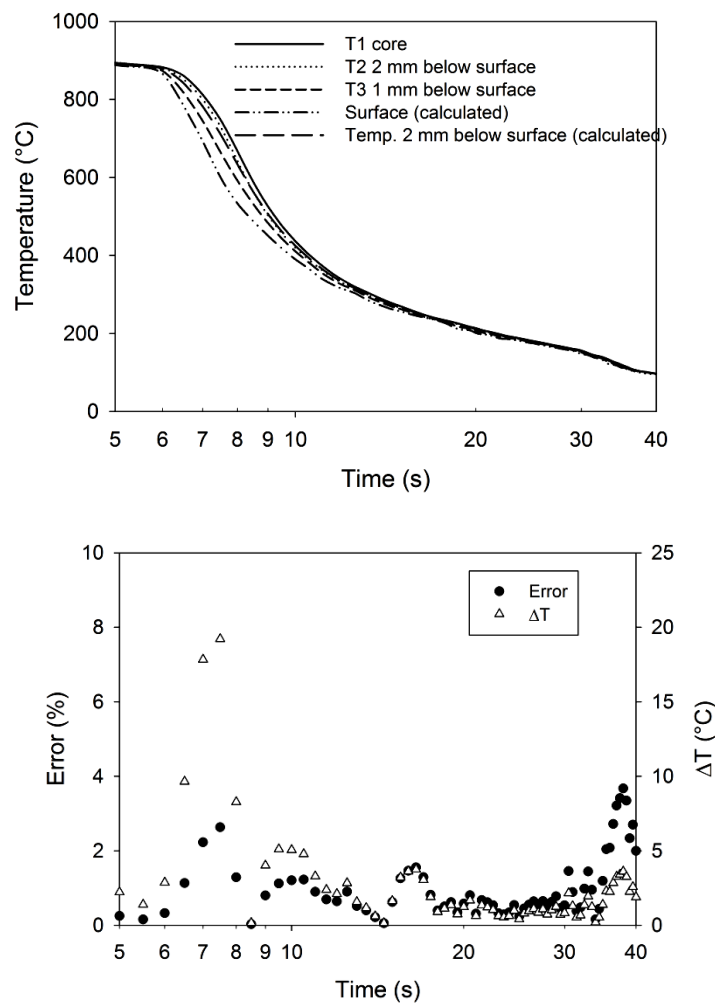 1000
800
600
400
200
0
Temperature (°C)
T1 core
T2 2 mm below surface
T3 1 mm below surface
Surface (calculated)
Temp. 2 mm below surface (calculated)
5 6 7 8 9 10 20 30 40
Time (s)
10
8
6
4
2
0
Error (%)
Error
ΔT
25
20
15
10
5
0
ΔT (°C)
5 6 7 8 9 10 20 30 40
Time (s)